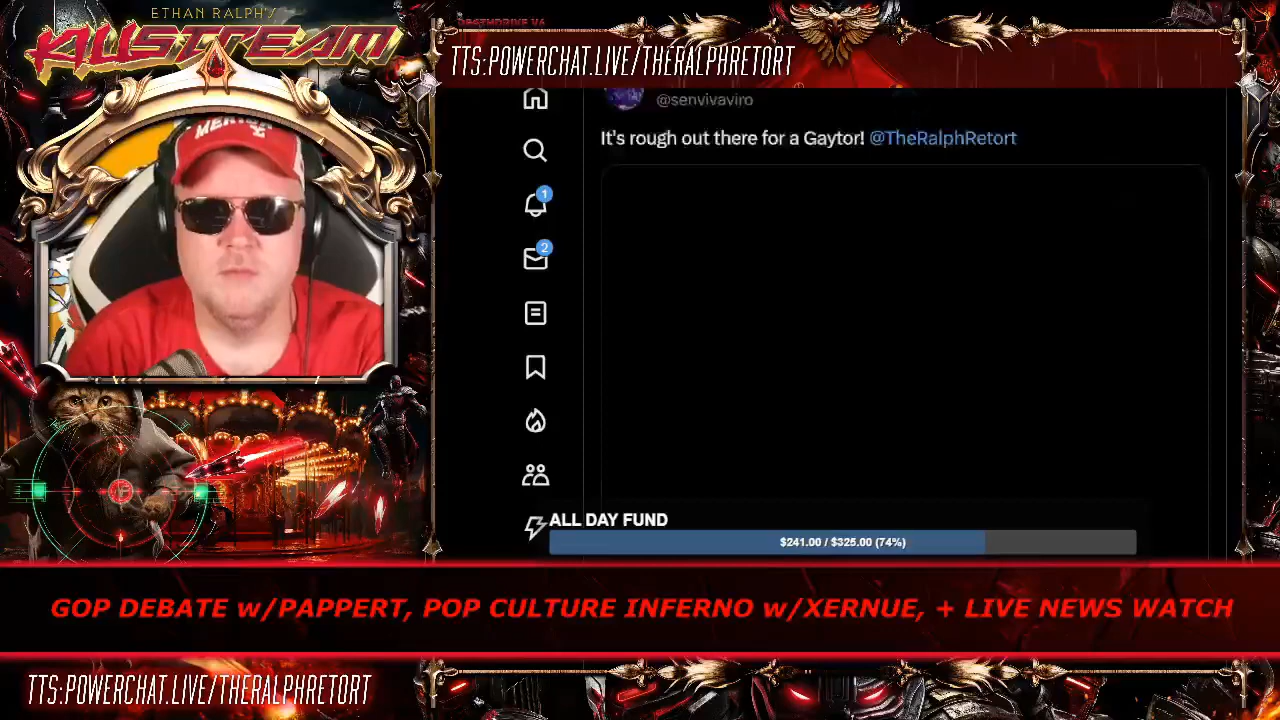 ETHAN RALPH'S
KILLSTREAM
TTS:POWERCHAT.LIVE/THERALPHRETORT
@senvivaviro
It's rough out there for a Gaytor! @TheRalphRetort
1
2
ALL DAY FUND
$241.00 / $325.00 (74%)
GOP DEBATE w/PAPPERT, POP CULTURE INFERNO w/XERNUE, + LIVE NEWS WATCH
TTS:POWERCHAT.LIVE/THERALPHRETORT